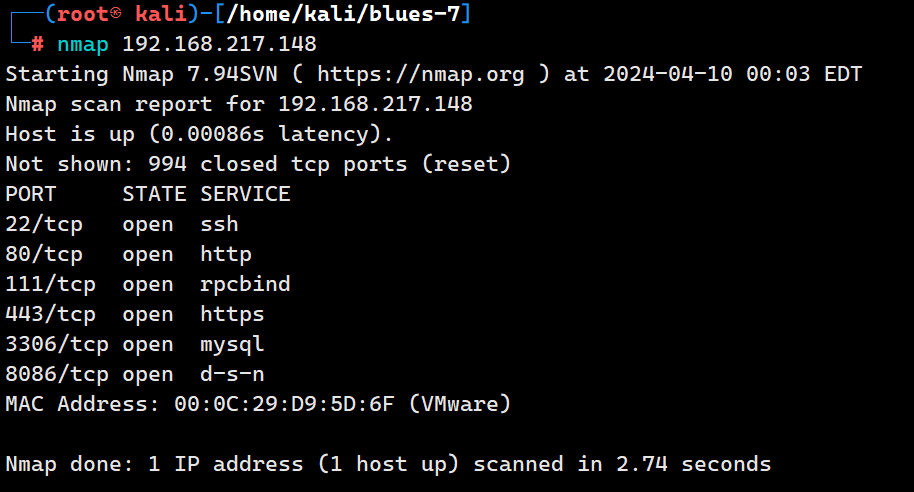 ┌──(root㉿ kali)-[/home/kali/blues-7]
└─# nmap 192.168.217.148
Starting Nmap 7.94SVN ( https://nmap.org ) at 2024-04-10 00:03 EDT
Nmap scan report for 192.168.217.148
Host is up (0.00086s latency).
Not shown: 994 closed tcp ports (reset)
PORT     STATE SERVICE
22/tcp   open  ssh
80/tcp   open  http
111/tcp  open  rpcbind
443/tcp  open  https
3306/tcp open  mysql
8086/tcp open  d-s-n
MAC Address: 00:0C:29:D9:5D:6F (VMware)
Nmap done: 1 IP address (1 host up) scanned in 2.74 seconds